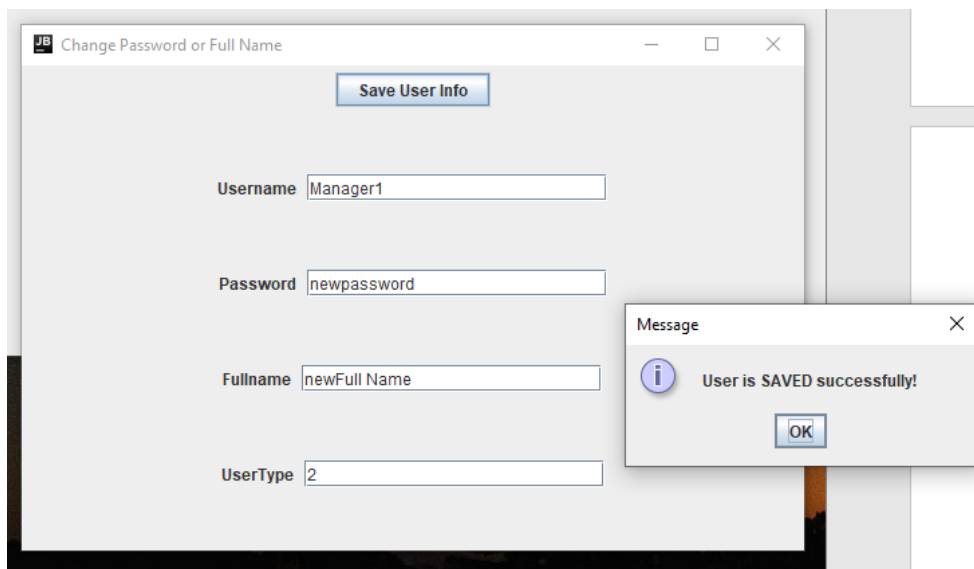 JB Change Password or Full Name
Save User Info
Username Manager1
Password newpassword
Fullname newFull Name
UserType 2
Message
User is SAVED successfully!
OK